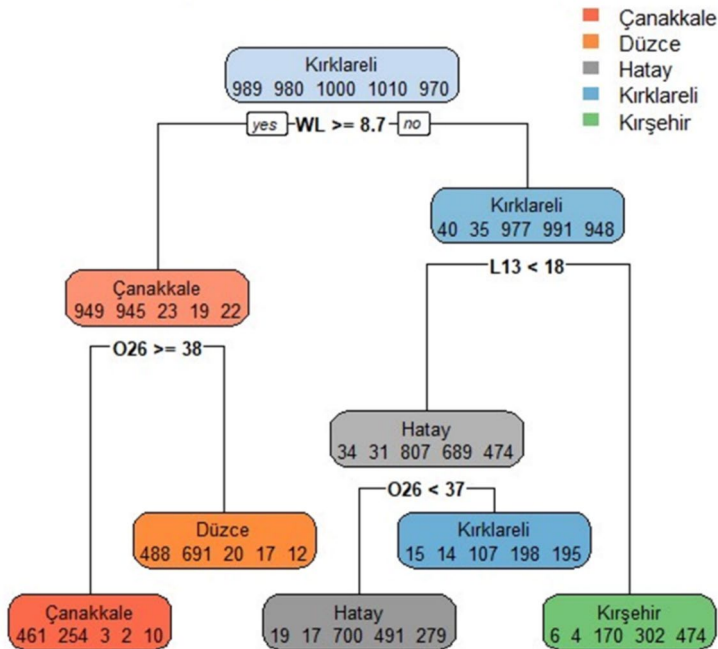 Çanakkale
Düzce
Hatay
Kırklareli
Kırşehir
Kırklareli
989 980 1000 1010 970
yes WL >= 8.7 no
Kırklareli
40 35 977 991 948
L13 < 18
Çanakkale
949 945 23 19 22
O26 >= 38
Hatay
34 31 807 689 474
O26 < 37
Düzce
488 691 20 17 12
Kırklareli
15 14 107 198 195
Çanakkale
461 254 3 2 10
Hatay
19 17 700 491 279
Kırşehir
6 4 170 302 474